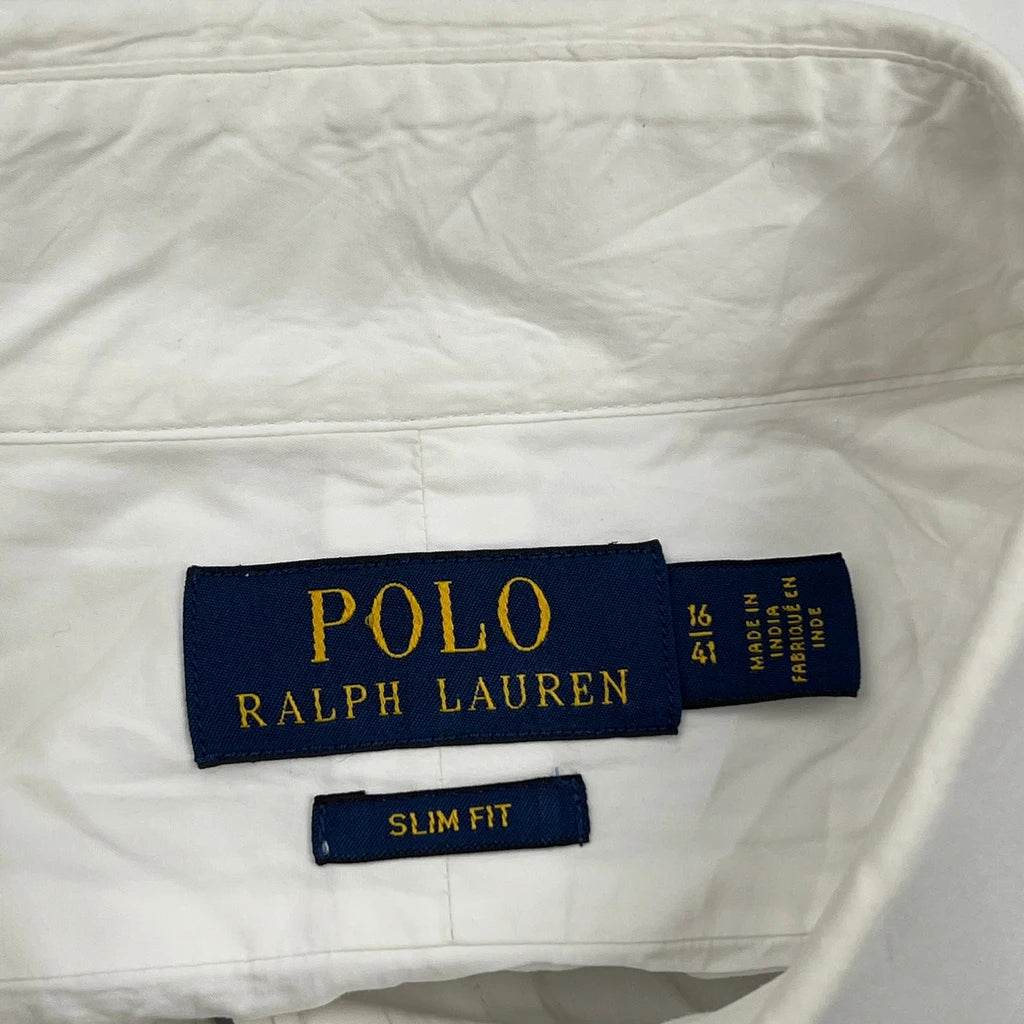 POLO
RALPH LAUREN
16
41
MADE IN
INDIA
FABRIQUÉ EN
INDE
SLIM FIT